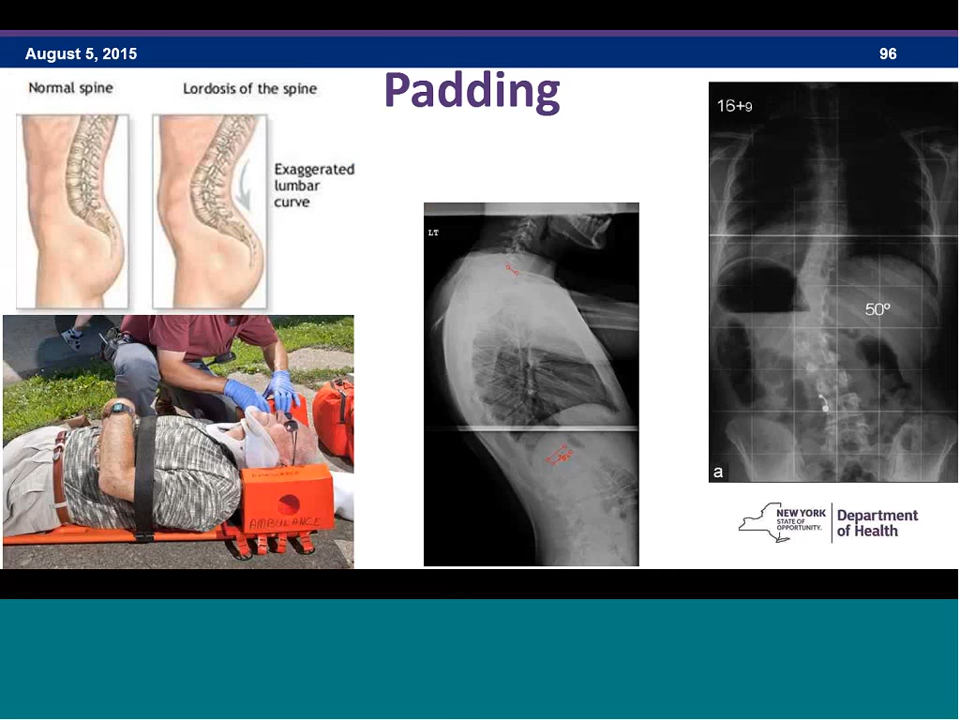 August 5, 2015
96
Padding
Normal spine
Lordosis of the spine
Exaggerated
lumbar
curve
LT
16+9
50º
a
AMBULANCE
NEW YORK
STATE OF
OPPORTUNITY.
Department
of Health